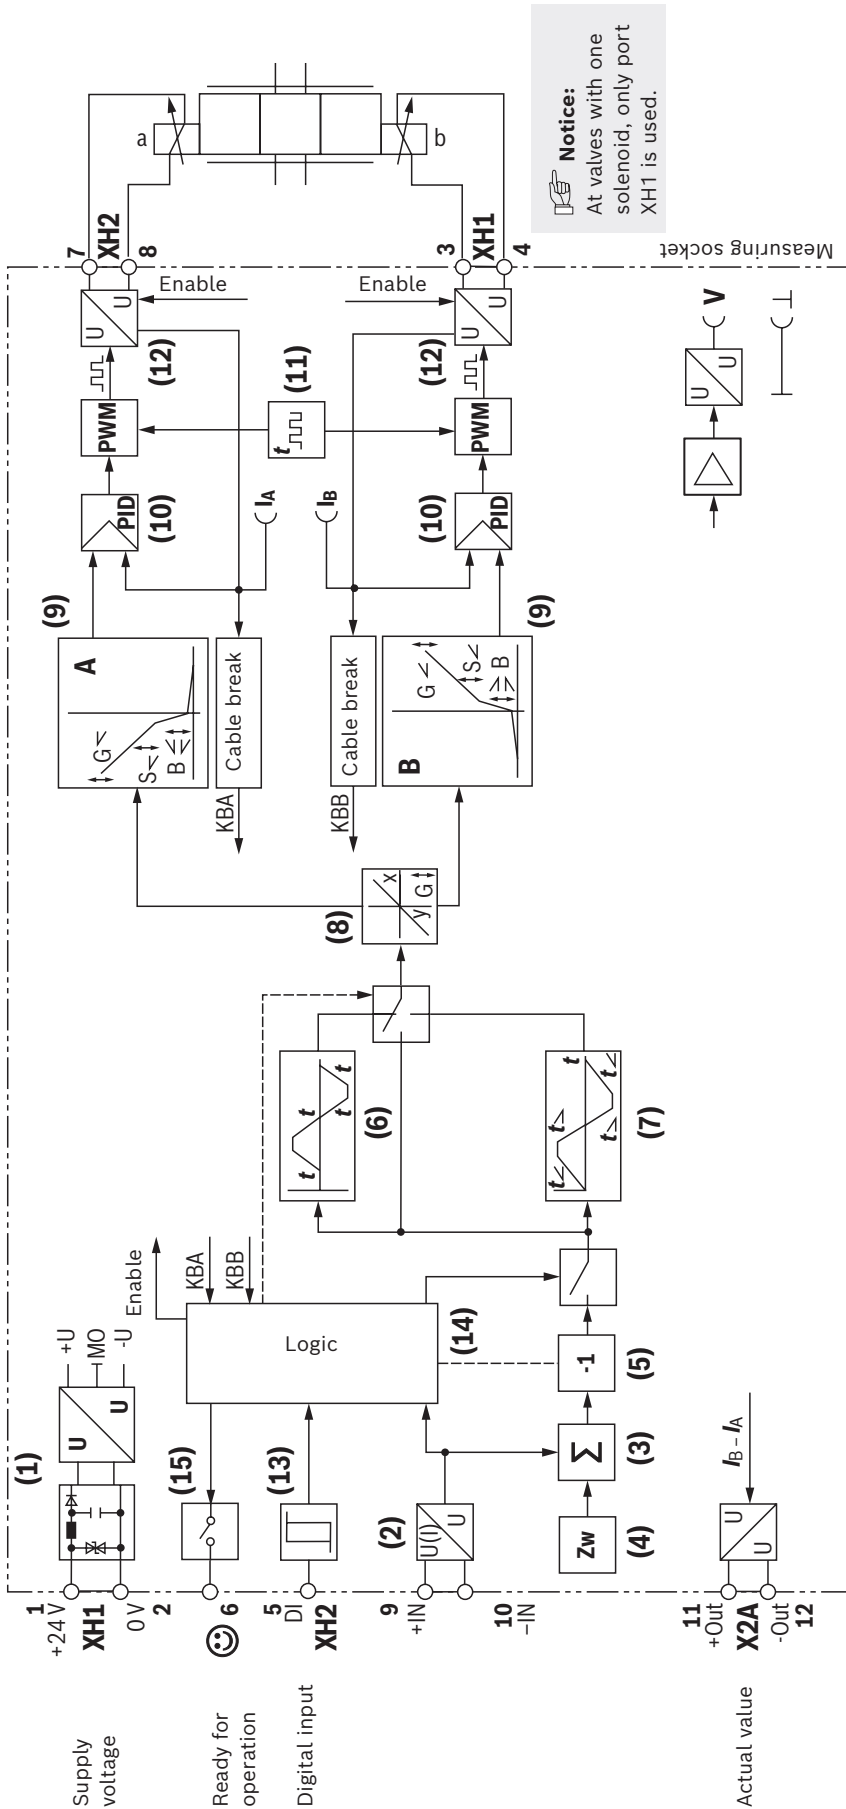 Supply
voltage
Ready for
operation
Digital input
Actual value
1
+24 V
XH1
0 V
2
6
5
DI
XH2
9
+IN
10
–IN
11
+Out
X2A
-Out
12
(1)
U
U
+U
MO
-U
Enable
(15)
(13)
(2)
U(I)
U
Logic
KBA
KBB
(14)
Zw
(4)
Σ
(3)
-1
(5)
IB – IA
U
U
t
t
t
t
(6)
t
t
t
t
(7)
(8)
x
y
G
(9)
A
G
S
B
Cable break
KBA
Cable break
KBB
B
G
S
B
(9)
IA
IB
PID
(10)
PID
(10)
PWM
PWM
t
(11)
U
U
(12)
U
U
(12)
Enable
Enable
7
XH2
8
3
XH1
4
a
b
U
U
V
Measuring socket
Notice:
At valves with one
solenoid, only port
XH1 is used.